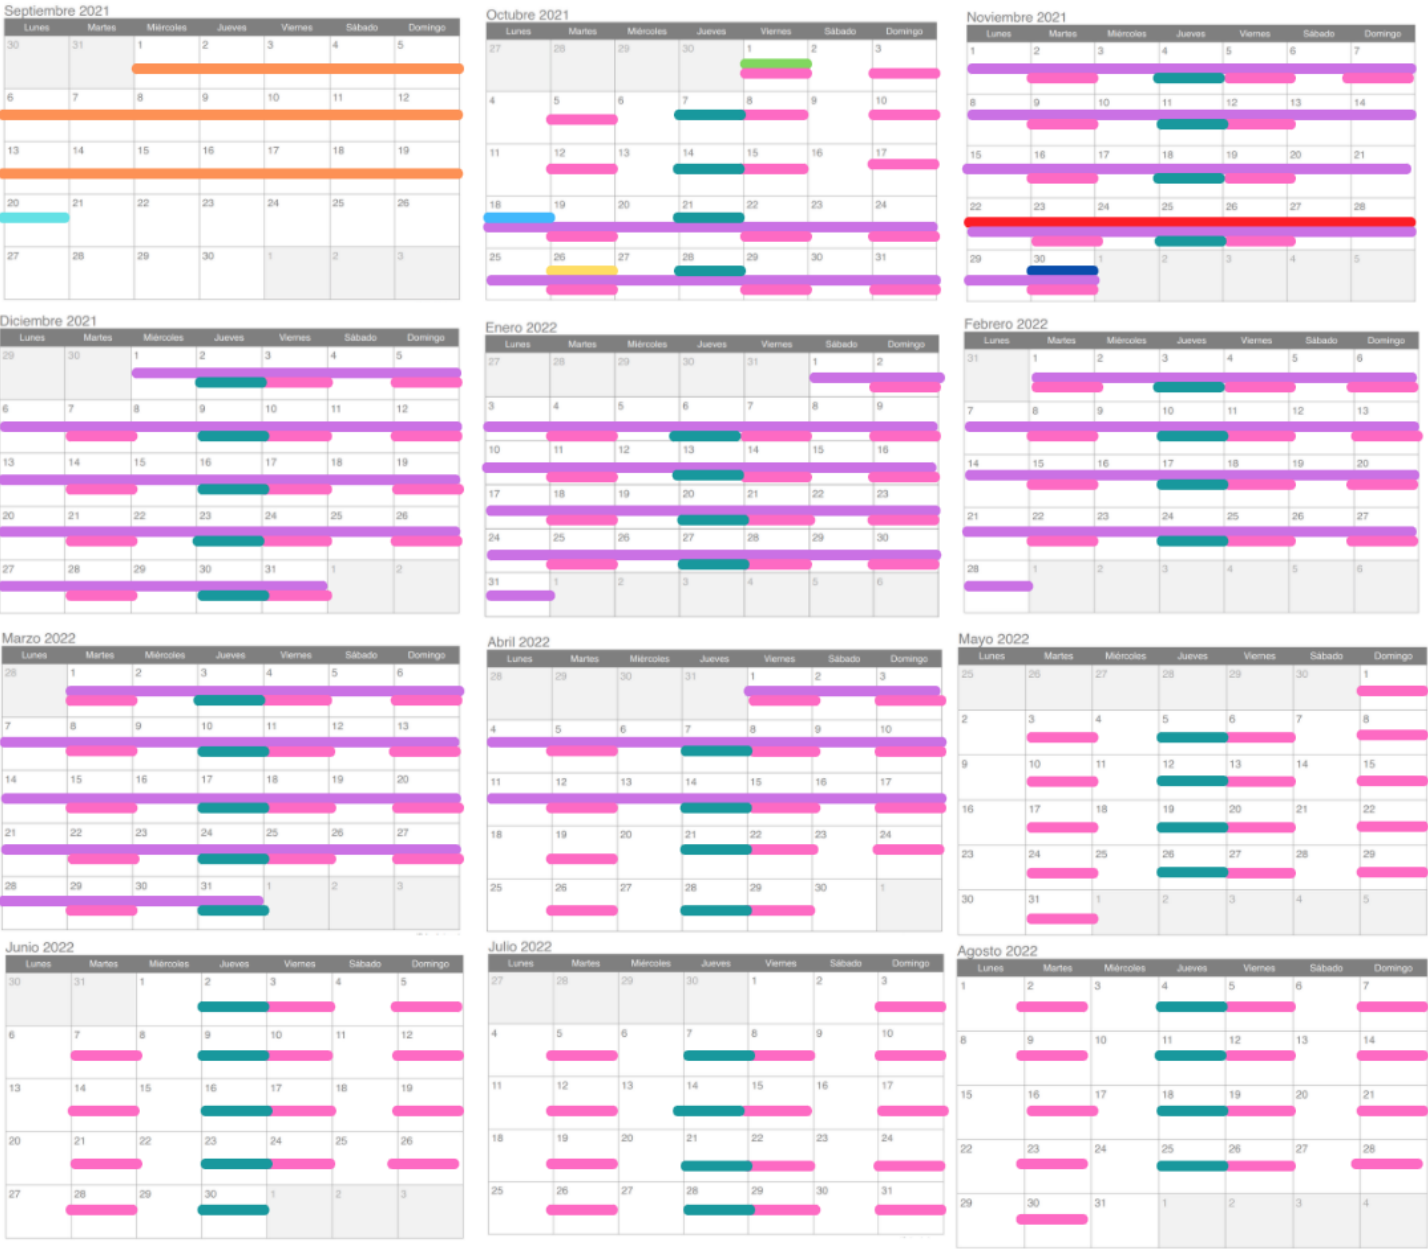 Septiembre 2021
Lunes Martes Miércoles Jueves Viernes Sábado Domingo
30 31 1 2 3 4 5
6 7 8 9 10 11 12
13 14 15 16 17 18 19
20 21 22 23 24 25 26
27 28 29 30 1 2 3
Octubre 2021
Lunes Martes Miércoles Jueves Viernes Sábado Domingo
27 28 29 30 1 2 3
4 5 6 7 8 9 10
11 12 13 14 15 16 17
18 19 20 21 22 23 24
25 26 27 28 29 30 31
Noviembre 2021
Lunes Martes Miércoles Jueves Viernes Sábado Domingo
1 2 3 4 5 6 7
8 9 10 11 12 13 14
15 16 17 18 19 20 21
22 23 24 25 26 27 28
29 30 1 2 3 4 5
Diciembre 2021
Lunes Martes Miércoles Jueves Viernes Sábado Domingo
29 30 1 2 3 4 5
6 7 8 9 10 11 12
13 14 15 16 17 18 19
20 21 22 23 24 25 26
27 28 29 30 31 1 2
Enero 2022
Lunes Martes Miércoles Jueves Viernes Sábado Domingo
27 28 29 30 31 1 2
3 4 5 6 7 8 9
10 11 12 13 14 15 16
17 18 19 20 21 22 23
24 25 26 27 28 29 30
31 1 2 3 4 5 6
Febrero 2022
Lunes Martes Miércoles Jueves Viernes Sábado Domingo
31 1 2 3 4 5 6
7 8 9 10 11 12 13
14 15 16 17 18 19 20
21 22 23 24 25 26 27
28 1 2 3 4 5 6
Marzo 2022
Lunes Martes Miércoles Jueves Viernes Sábado Domingo
28 1 2 3 4 5 6
7 8 9 10 11 12 13
14 15 16 17 18 19 20
21 22 23 24 25 26 27
28 29 30 31 1 2 3
Abril 2022
Lunes Martes Miércoles Jueves Viernes Sábado Domingo
28 29 30 31 1 2 3
4 5 6 7 8 9 10
11 12 13 14 15 16 17
18 19 20 21 22 23 24
25 26 27 28 29 30 1
Mayo 2022
Lunes Martes Miércoles Jueves Viernes Sábado Domingo
25 26 27 28 29 30 1
2 3 4 5 6 7 8
9 10 11 12 13 14 15
16 17 18 19 20 21 22
23 24 25 26 27 28 29
30 31 1 2 3 4 5
Junio 2022
Lunes Martes Miércoles Jueves Viernes Sábado Domingo
30 31 1 2 3 4 5
6 7 8 9 10 11 12
13 14 15 16 17 18 19
20 21 22 23 24 25 26
27 28 29 30 1 2 3
Julio 2022
Lunes Martes Miércoles Jueves Viernes Sábado Domingo
27 28 29 30 1 2 3
4 5 6 7 8 9 10
11 12 13 14 15 16 17
18 19 20 21 22 23 24
25 26 27 28 29 30 31
Agosto 2022
Lunes Martes Miércoles Jueves Viernes Sábado Domingo
1 2 3 4 5 6 7
8 9 10 11 12 13 14
15 16 17 18 19 20 21
22 23 24 25 26 27 28
29 30 31 1 2 3 4